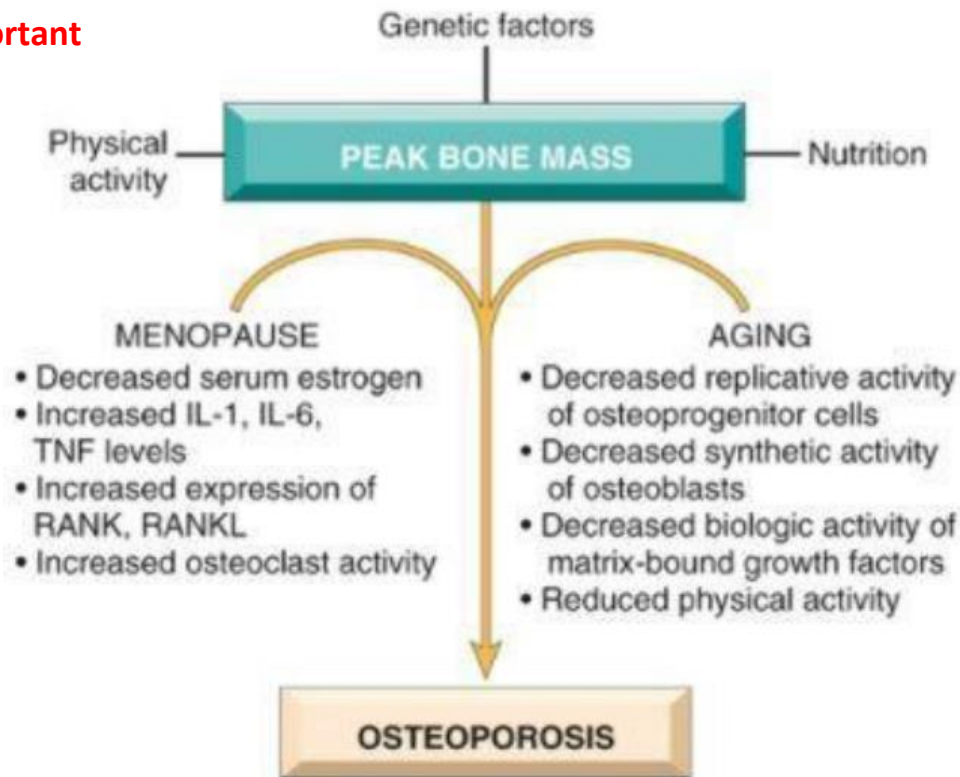 ortant
Genetic factors
Physical
activity
PEAK BONE MASS
Nutrition
MENOPAUSE
• Decreased serum estrogen
• Increased IL-1, IL-6,
TNF levels
• Increased expression of
RANK, RANKL
• Increased osteoclast activity
AGING
• Decreased replicative activity
of osteoprogenitor cells
• Decreased synthetic activity
of osteoblasts
• Decreased biologic activity of
matrix-bound growth factors
• Reduced physical activity
OSTEOPOROSIS